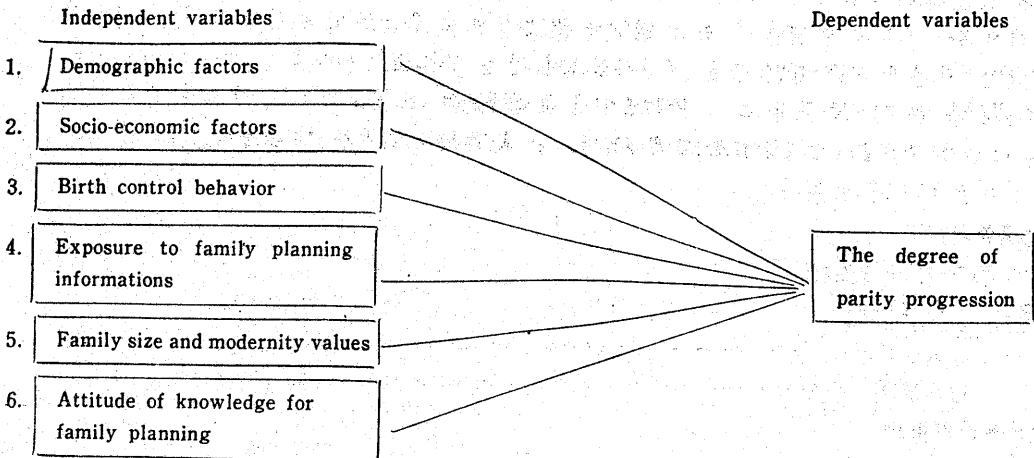 Independent variables
Dependent variables
1. Demographic factors
2. Socio-economic factors
3. Birth control behavior
4. Exposure to family planning
informations
The degree of
parity progression
5. Family size and modernity values
6. Attitude of knowledge for
family planning